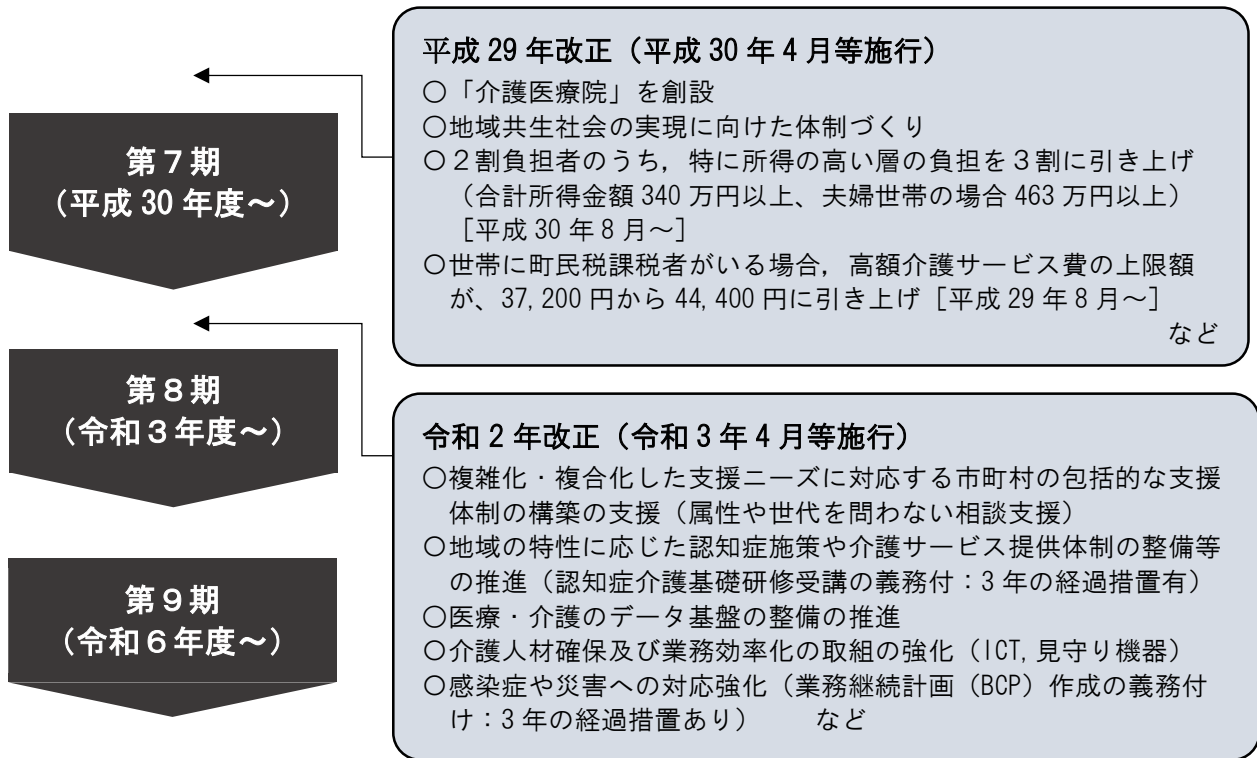 第７期
（平成 30 年度～）
第８期
（令和３年度～）
第９期
（令和６年度～）
平成 29 年改正（平成 30 年 4 月等施行）
○「介護医療院」を創設
○地域共生社会の実現に向けた体制づくり
○２割負担者のうち，特に所得の高い層の負担を３割に引き上げ
（合計所得金額 340 万円以上、夫婦世帯の場合 463 万円以上）
［平成 30 年 8 月～］
○世帯に町民税課税者がいる場合，高額介護サービス費の上限額
が、37,200 円から 44,400 円に引き上げ［平成 29 年 8 月～］
など
令和 2 年改正（令和 3 年 4 月等施行）
○複雑化・複合化した支援ニーズに対応する市町村の包括的な支援
体制の構築の支援（属性や世代を問わない相談支援）
○地域の特性に応じた認知症施策や介護サービス提供体制の整備等
の推進（認知症介護基礎研修受講の義務付：3 年の経過措置有）
○医療・介護のデータ基盤の整備の推進
○介護人材確保及び業務効率化の取組の強化（ICT,見守り機器）
○感染症や災害への対応強化（業務継続計画（BCP）作成の義務付
け：3 年の経過措置あり）　　など